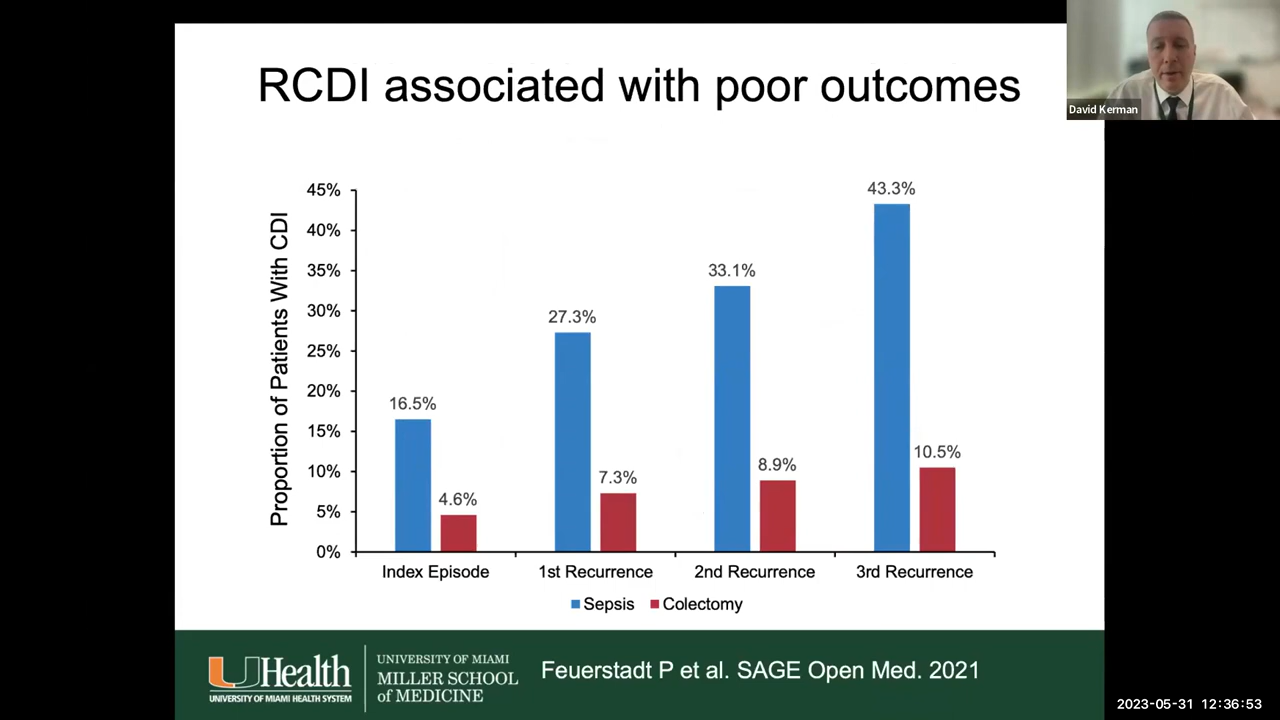 RCDI associated with poor outcomes
David Kerman
Proportion of Patients With CDI
45%
40%
35%
30%
25%
20%
15%
10%
5%
0%
16.5%
4.6%
27.3%
7.3%
33.1%
8.9%
43.3%
10.5%
Index Episode
1st Recurrence
2nd Recurrence
3rd Recurrence
Sepsis
Colectomy
UHealth
UNIVERSITY OF MIAMI HEALTH SYSTEM
UNIVERSITY OF MIAMI
MILLER SCHOOL
of MEDICINE
Feuerstadt P et al. SAGE Open Med. 2021
2023-05-31 12:36:53